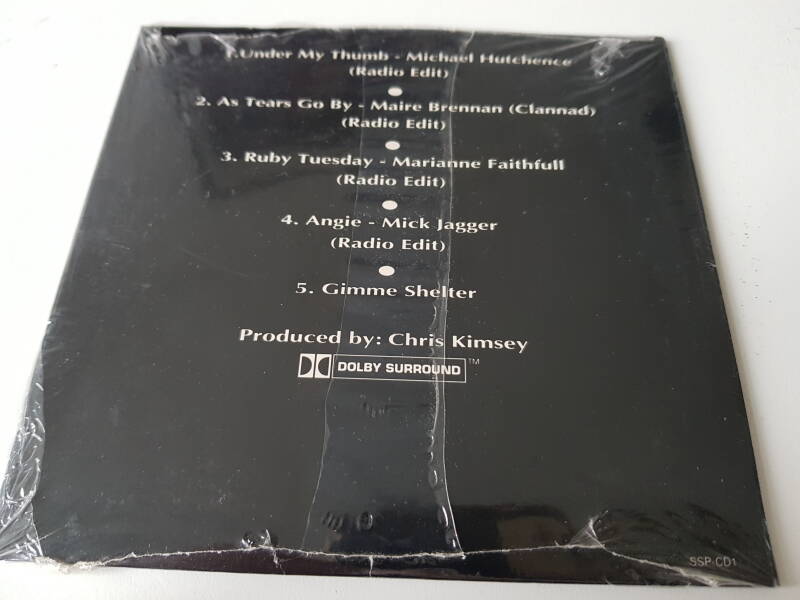 1.Under My Thumb - Michael Hutchence
(Radio Edit)
2. As Tears Go By - Maire Brennan (Clannad)
(Radio Edit)
3. Ruby Tuesday - Marianne Faithfull
(Radio Edit)
4. Angie - Mick Jagger
(Radio Edit)
5. Gimme Shelter
Produced by: Chris Kimsey
DOLBY SURROUND™
SSP-CD1